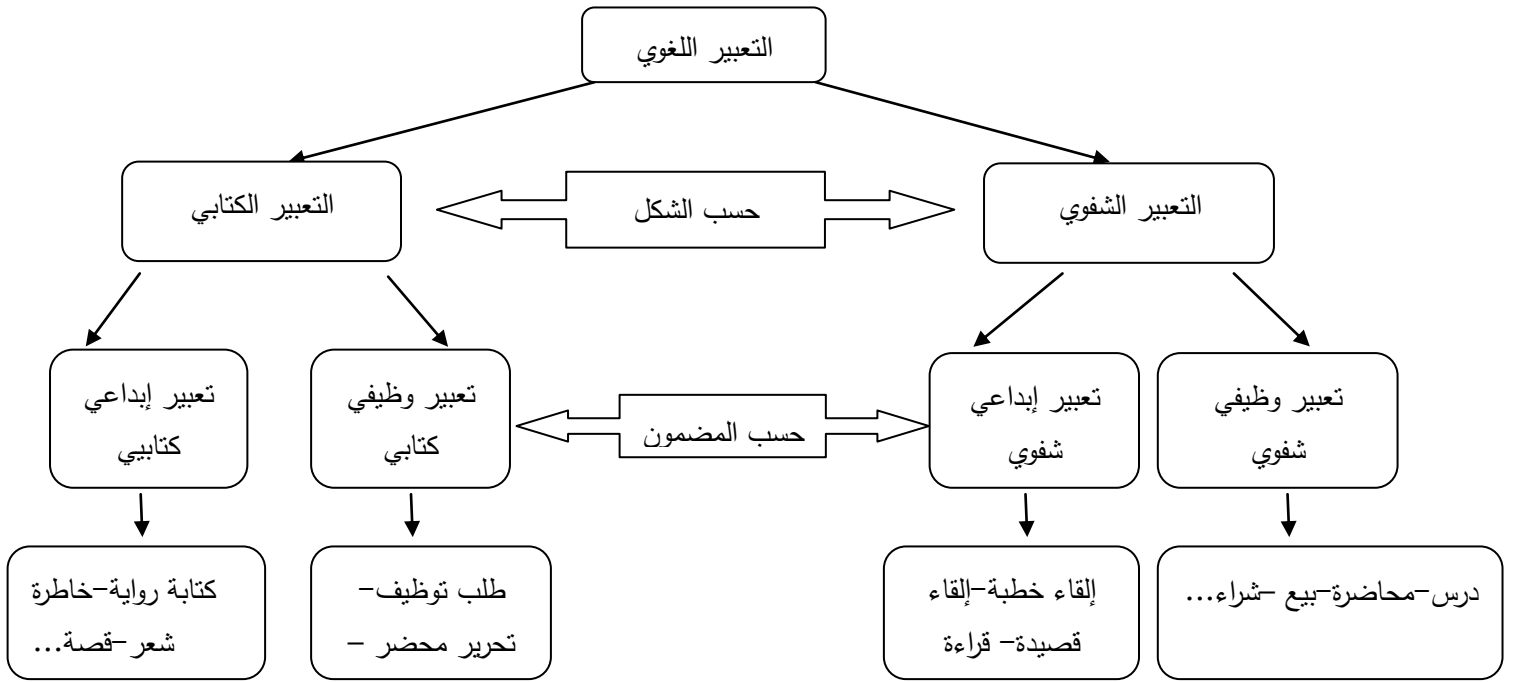 التعبير اللغوي
التعبير الشفوي
حسب الشكل
التعبير الكتابي
تعبير وظيفي
شفوي
تعبير إبداعي
شفوي
حسب المضمون
تعبير وظيفي
كتابي
تعبير إبداعي
كتابيي
درس–محاضرة–بيع –شراء...
إلقاء خطبة–إلقاء
قصيدة– قراءة
طلب توظيف–
تحرير محضر –
كتابة رواية–خاطرة
شعر–قصة...